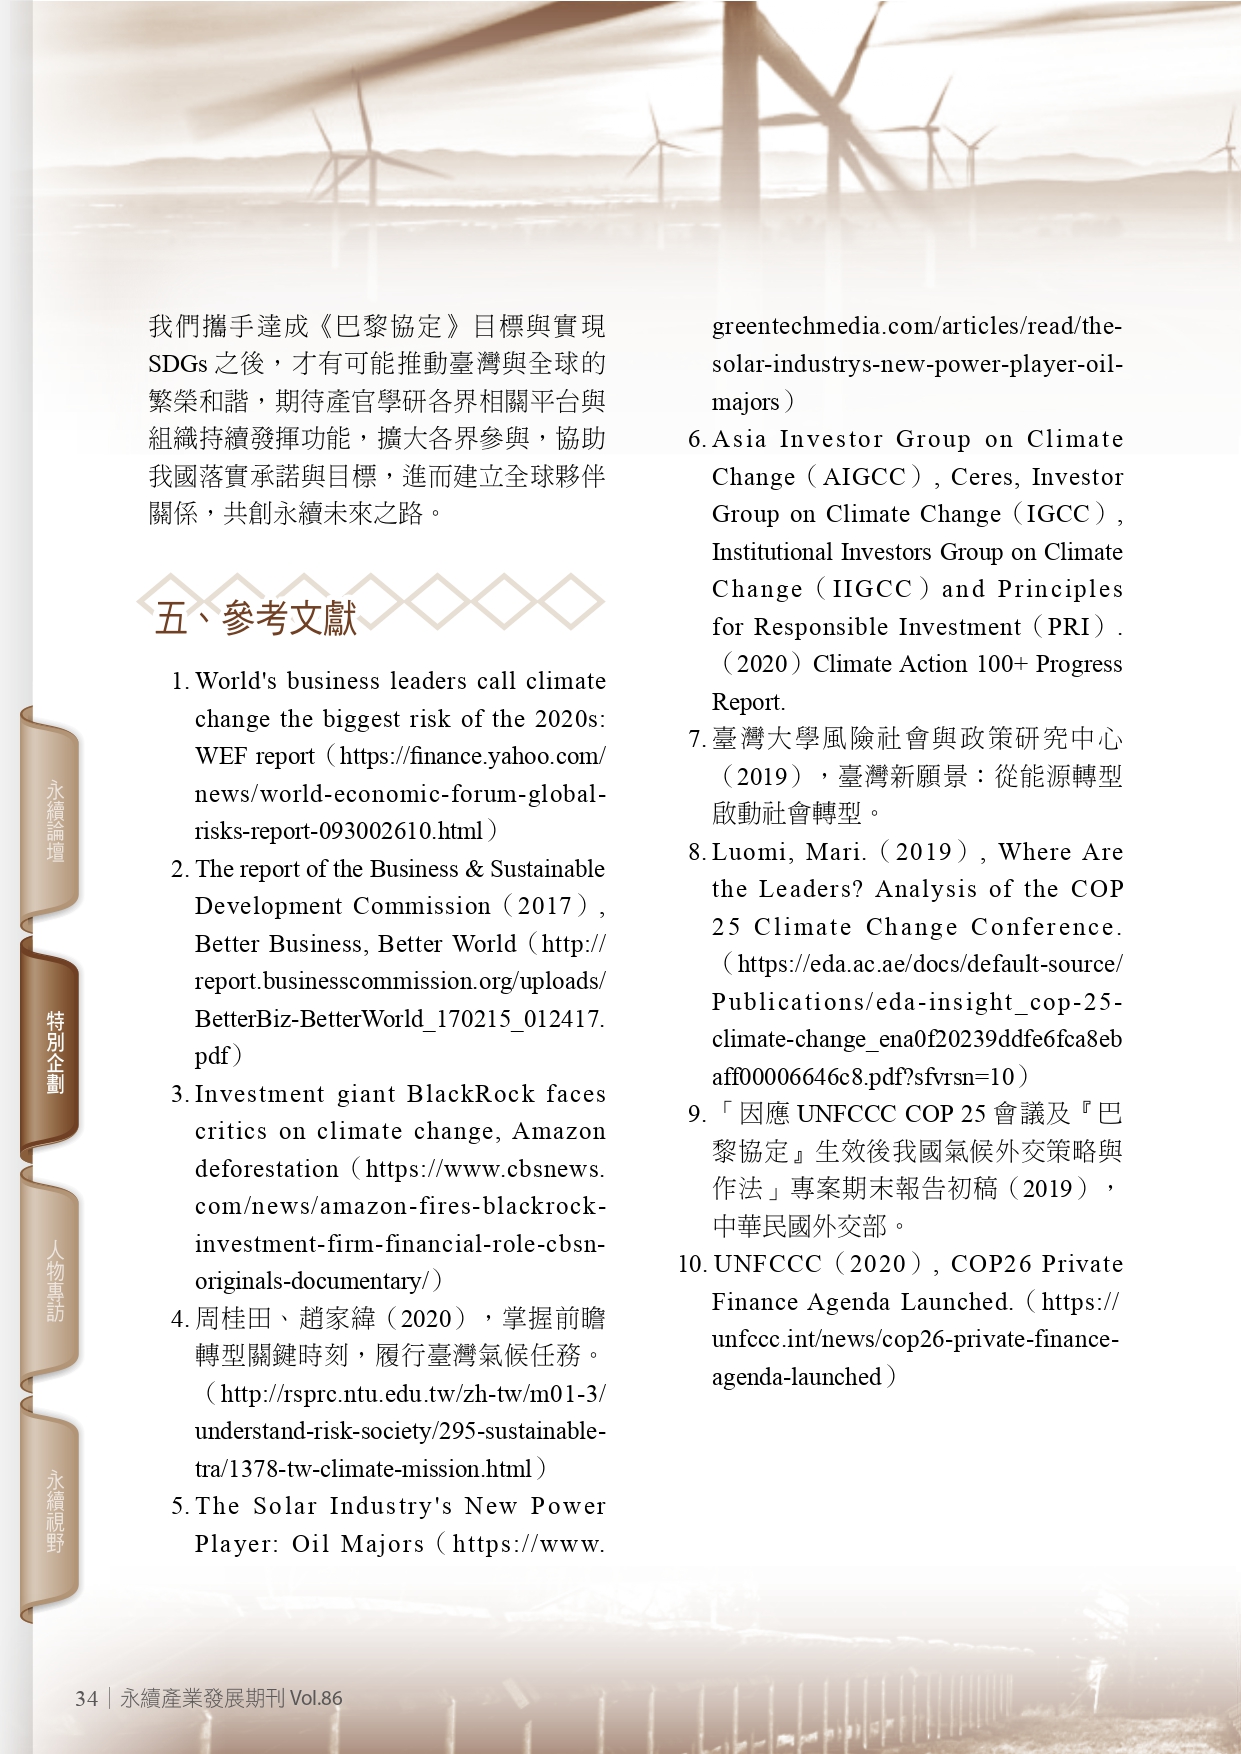 我們攜手達成《巴黎協定》目標與實現
SDGs 之後，才有可能推動臺灣與全球的
繁榮和諧，期待產官學研各界相關平台與
組織持續發揮功能，擴大各界參與，協助
我國落實承諾與目標，進而建立全球夥伴
關係，共創永續未來之路。
五、參考文獻
1. World's business leaders call climate
change the biggest risk of the 2020s:
WEF report（https://finance.yahoo.com/
news/world-economic-forum-global-
risks-report-093002610.html）
2. The report of the Business & Sustainable
Development Commission（2017）,
Better Business, Better World（http://
report.businesscommission.org/uploads/
BetterBiz-BetterWorld_170215_012417.
pdf）
3. Investment giant BlackRock faces
critics on climate change, Amazon
deforestation（https://www.cbsnews.
com/news/amazon-fires-blackrock-
investment-firm-financial-role-cbsn-
originals-documentary/）
4. 周桂田、趙家緯（2020），掌握前瞻
轉型關鍵時刻，履行臺灣氣候任務。
（http://rsprc.ntu.edu.tw/zh-tw/m01-3/
understand-risk-society/295-sustainable-
tra/1378-tw-climate-mission.html）
5. The Solar Industry's New Power
Player: Oil Majors（https://www.
greentechmedia.com/articles/read/the-
solar-industrys-new-power-player-oil-
majors）
6. Asia Investor Group on Climate
Change（AIGCC）, Ceres, Investor
Group on Climate Change（IGCC）,
Institutional Investors Group on Climate
Change（IIGCC）and Principles
for Responsible Investment（PRI）.
（2020）Climate Action 100+ Progress
Report.
7. 臺灣大學風險社會與政策研究中心
（2019），臺灣新願景：從能源轉型
啟動社會轉型。
8. Luomi, Mari.（2019）, Where Are
the Leaders? Analysis of the COP
25 Climate Change Conference.
（https://eda.ac.ae/docs/default-source/
Publications/eda-insight_cop-25-
climate-change_ena0f20239ddfe6fca8eb
aff00006646c8.pdf?sfvrsn=10）
9. 「因應 UNFCCC COP 25 會議及『巴
黎協定』生效後我國氣候外交策略與
作法」專案期末報告初稿（2019），
中華民國外交部。
10. UNFCCC（2020）, COP26 Private
Finance Agenda Launched.（https://
unfccc.int/news/cop26-private-finance-
agenda-launched）
永續論壇
特別企劃
人物專訪
永續視野
34｜永續產業發展期刊 Vol.86